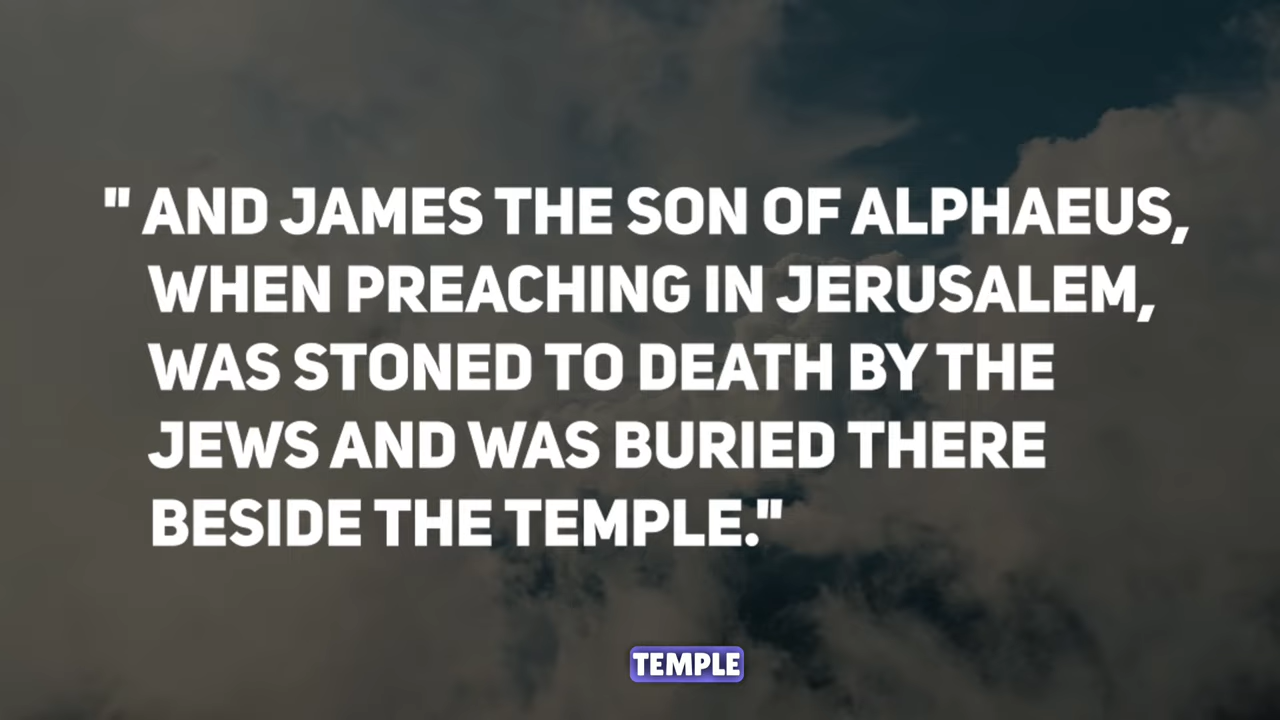 " AND JAMES THE SON OF ALPHAEUS,
WHEN PREACHING IN JERUSALEM,
WAS STONED TO DEATH BY THE
JEWS AND WAS BURIED THERE
BESIDE THE TEMPLE."
TEMPLE